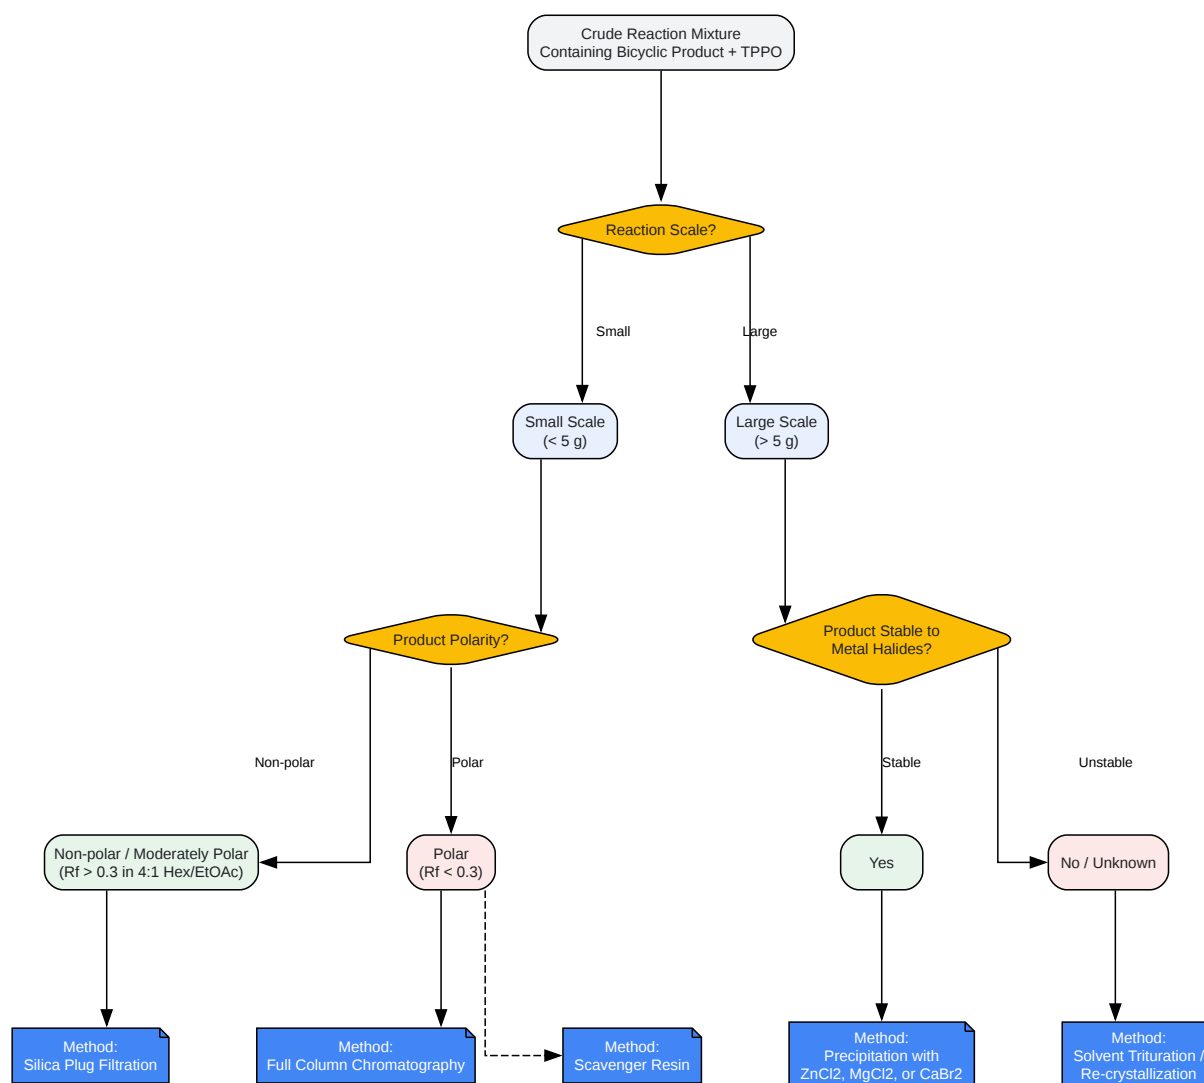 Crude Reaction Mixture
Containing Bicyclic Product + TPPO
Reaction Scale?
Small
Large
Small Scale
(< 5 g)
Large Scale
(> 5 g)
Product Polarity?
Product Stable to
Metal Halides?
Non-polar
Polar
Stable
Unstable
Non-polar / Moderately Polar
(Rf > 0.3 in 4:1 Hex/EtOAc)
Polar
(Rf < 0.3)
Yes
No / Unknown
Method:
Silica Plug Filtration
Method:
Full Column Chromatography
Method:
Scavenger Resin
Method:
Precipitation with
ZnCl2, MgCl2, or CaBr2
Method:
Solvent Trituration /
Re-crystallization